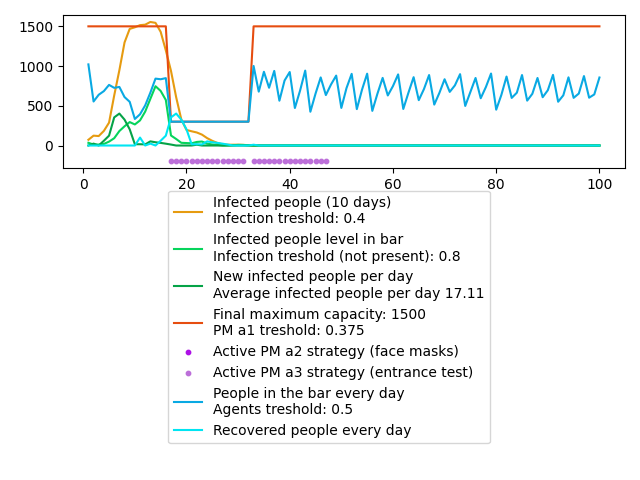 1500
1000
500
0
0
20
40
60
80
100
Infected people (10 days)
Infection treshold: 0.4
Infected people level in bar
Infection treshold (not present): 0.8
New infected people per day
Average infected people per day 17.11
Final maximum capacity: 1500
PM a1 treshold: 0.375
Active PM a2 strategy (face masks)
Active PM a3 strategy (entrance test)
People in the bar every day
Agents treshold: 0.5
Recovered people every day